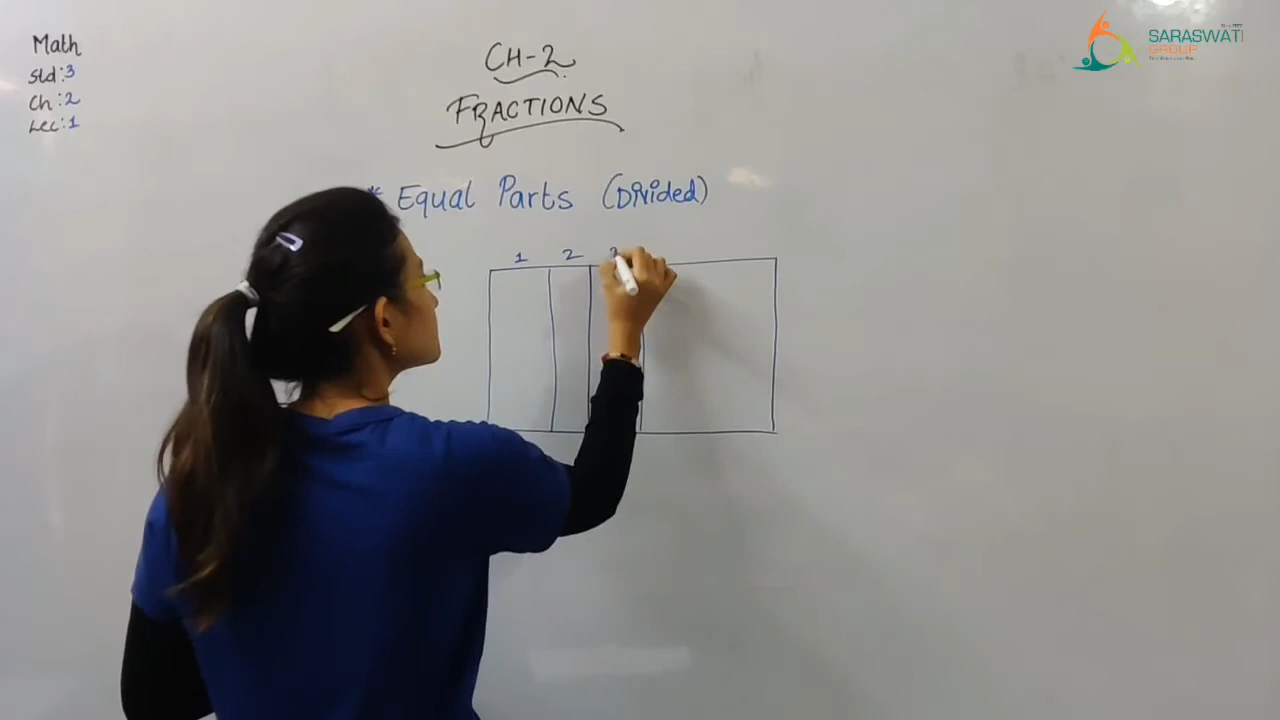 Math
Std:3
Ch:2
Lec:1
CH-2
FRACTIONS
* Equal Parts (Divided)
1 2
SARASWATI
GROUP